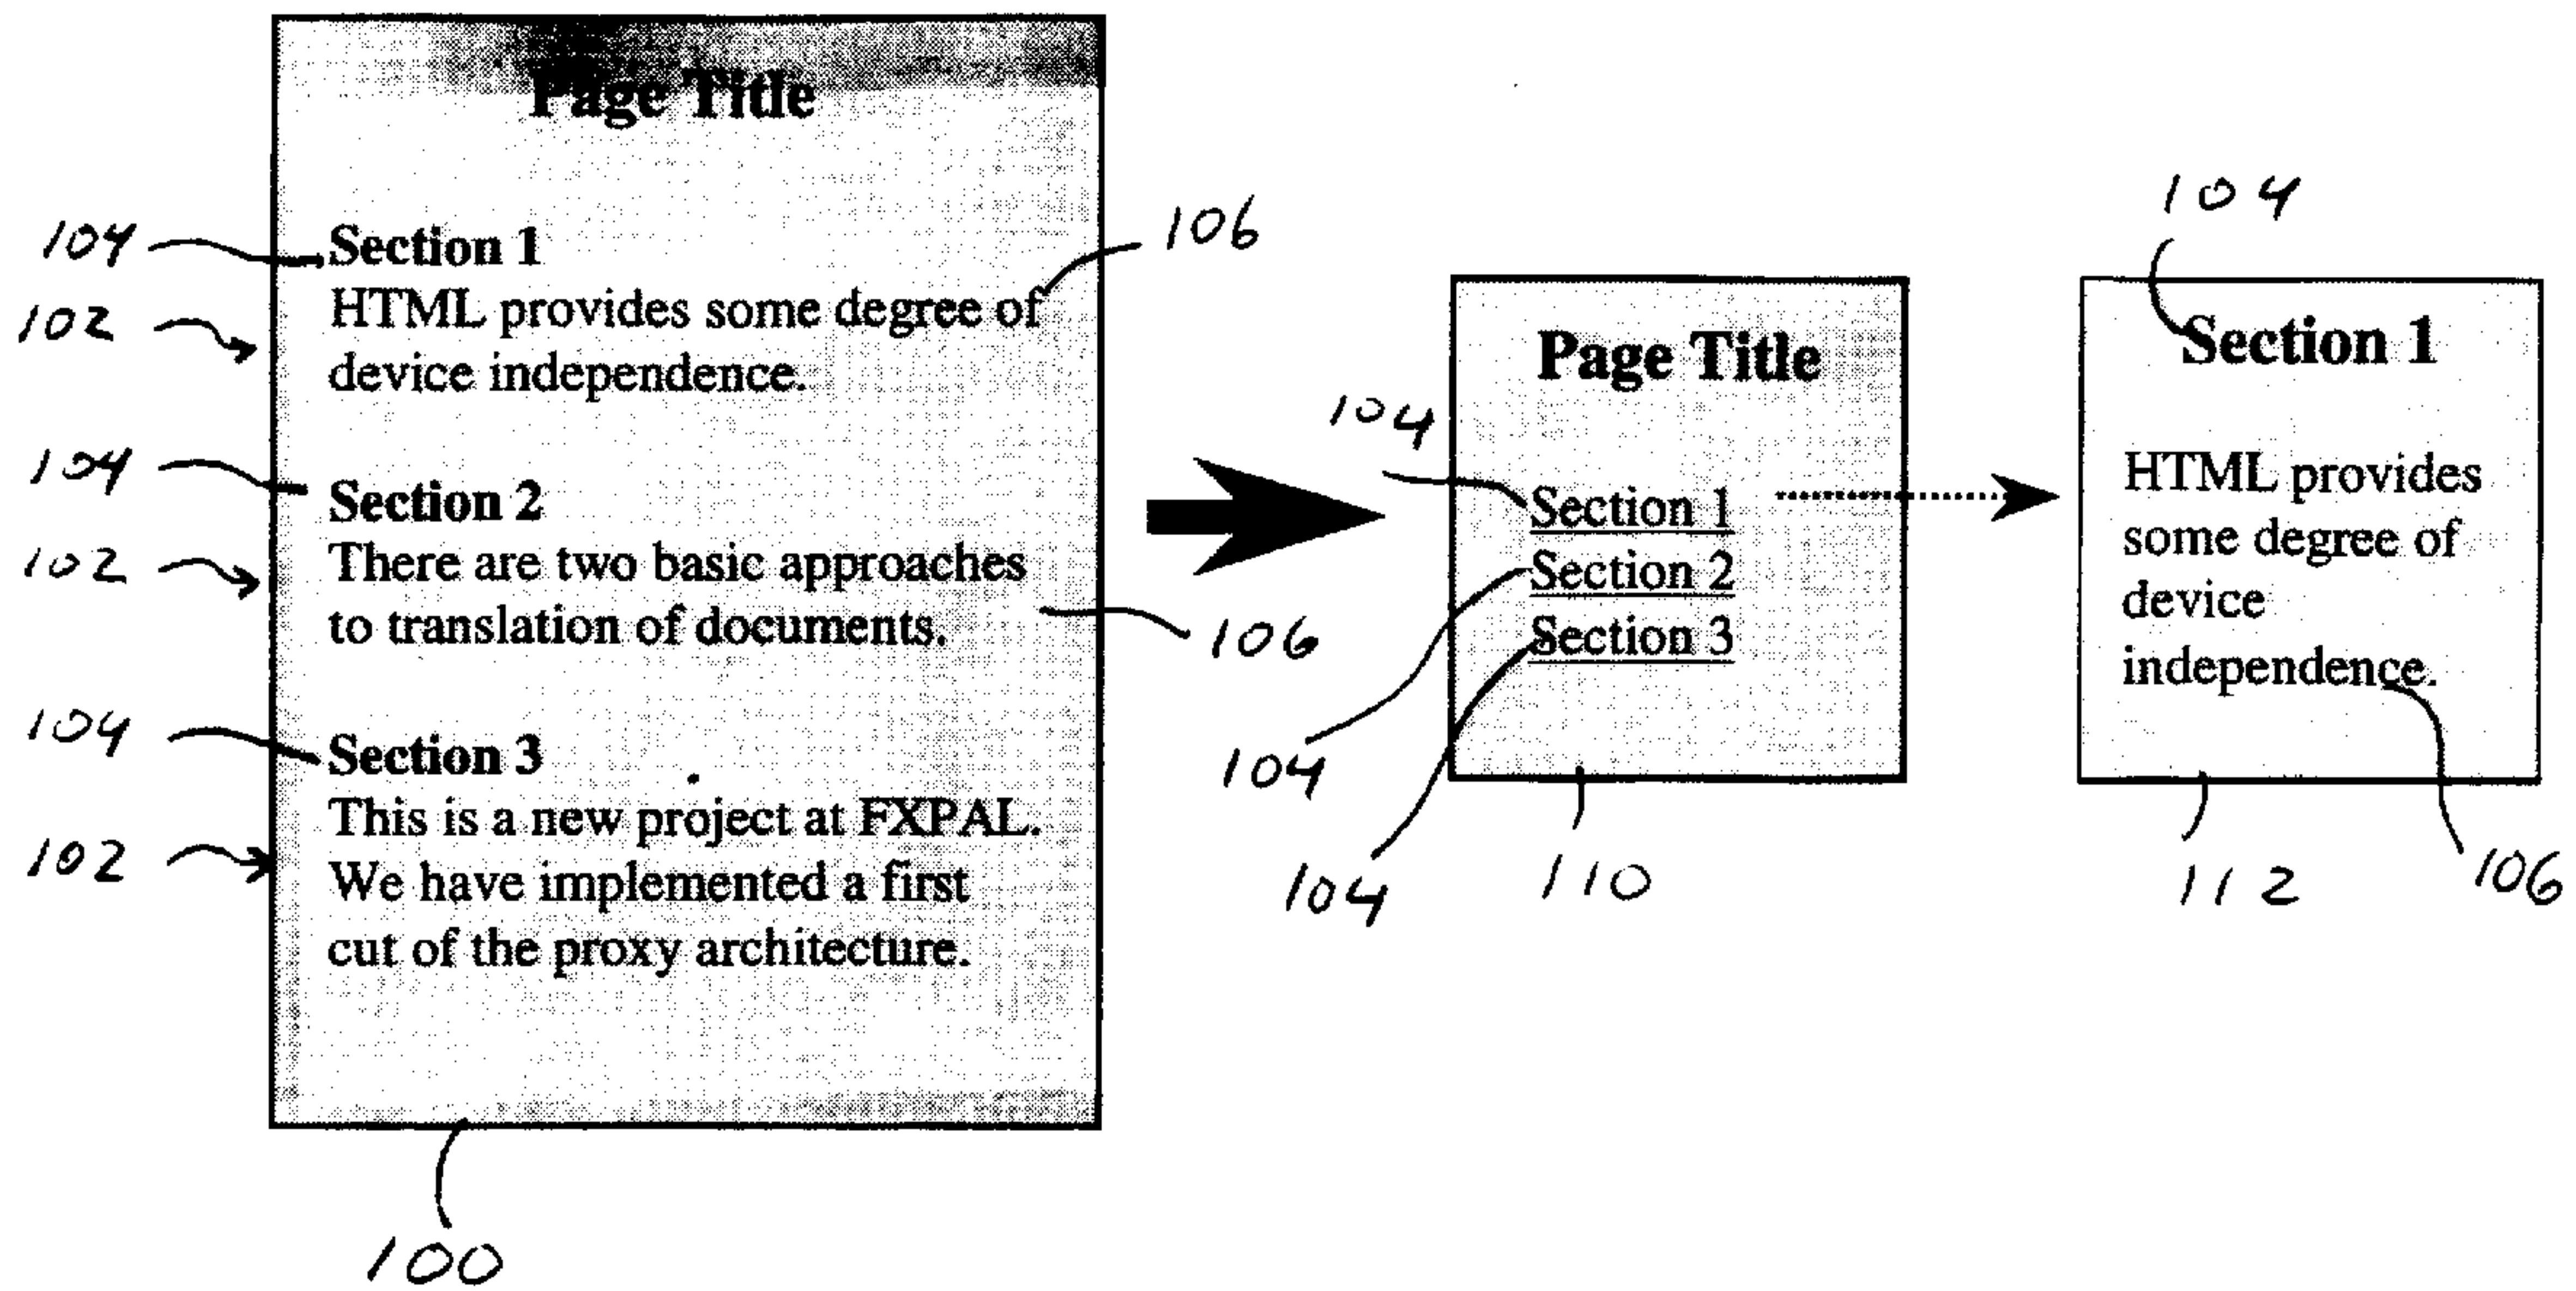 Page Title
104
Section 1
106
HTML provides some degree of
102
device independence.
104
Section 2
102
There are two basic approaches
to translation of documents.
106
104
Section 3
This is a new project at FXPAL.
102
We have implemented a first
cut of the proxy architecture.
100
Page Title
104
Section 1
104
Section 2
104
Section 3
110
104
Section 1
HTML provides
some degree of
device
independence.
112
106